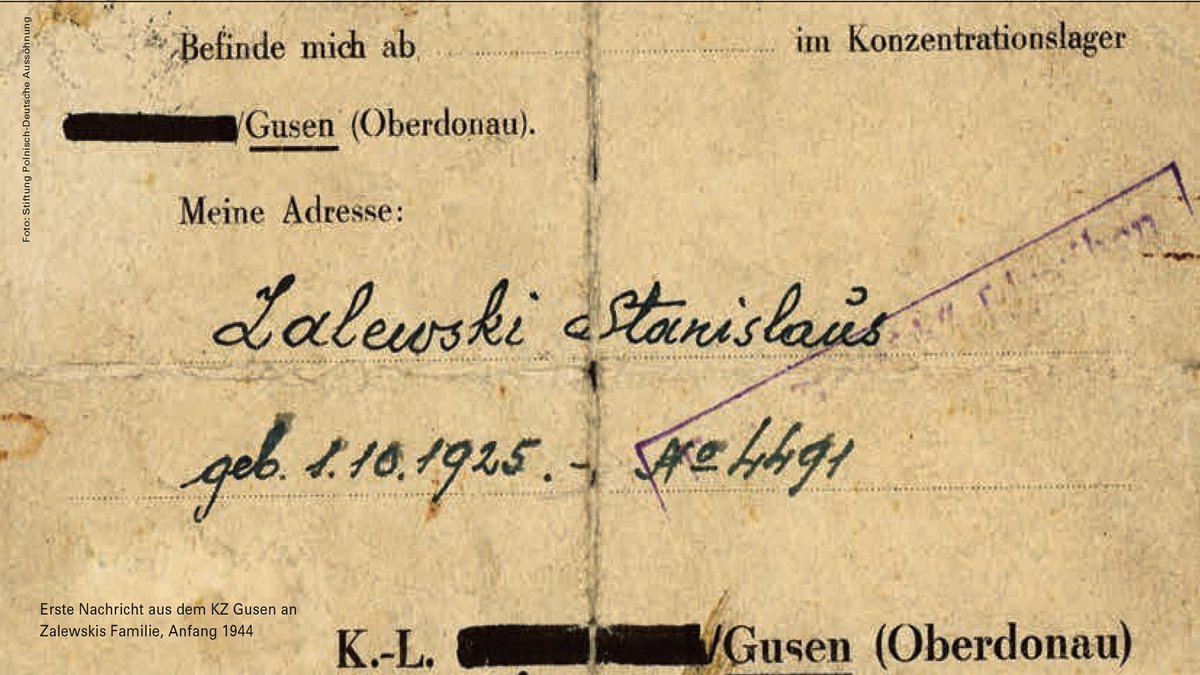 Foto: Stiftung Polnisch-Deutsche Aussöhnung
Befinde mich ab im Konzentrationslager
/Gusen (Oberdonau).
Meine Adresse:
Zalewski Stanislaus
geb. 1.10.1925. - No 4491
Erste Nachricht aus dem KZ Gusen an
Zalewskis Familie, Anfang 1944
K.-L. /Gusen (Oberdonau)